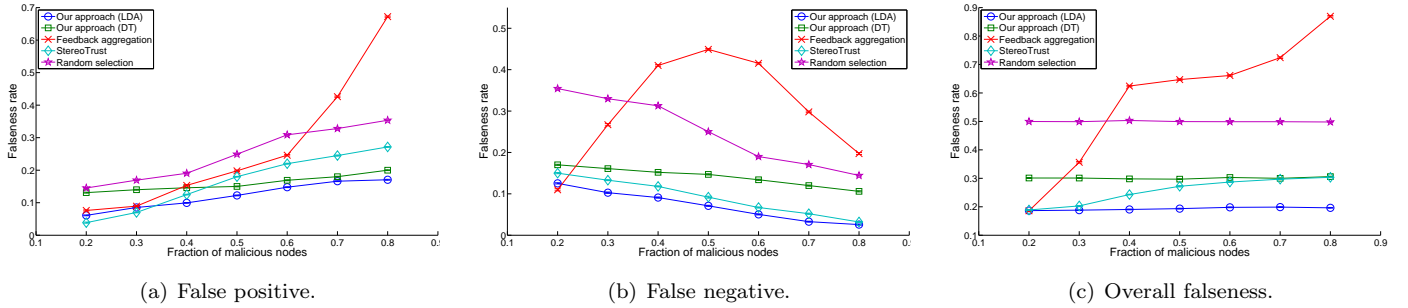 0.7
0.6
0.5
0.4
0.3
0.2
0.1
0
Falseness rate
Our approach (LDA)
Our approach (DT)
Feedback aggregation
StereoTrust
Random selection
0.1 0.2 0.3 0.4 0.5 0.6 0.7 0.8 0.9
Fraction of malicious nodes
(a) False positive.
0.5
0.4
0.3
0.2
0.1
0
Falseness rate
Our approach (LDA)
Our approach (DT)
Feedback aggregation
StereoTrust
Random selection
0.1 0.2 0.3 0.4 0.5 0.6 0.7 0.8 0.9
Fraction of malicious nodes
(b) False negative.
0.9
0.8
0.7
0.6
0.5
0.4
0.3
0.2
0.1
Falseness rate
Our approach (LDA)
Our approach (DT)
Feedback aggregation
StereoTrust
Random selection
0.1 0.2 0.3 0.4 0.5 0.6 0.7 0.8 0.9
Fraction of malicious nodes
(c) Overall falseness.